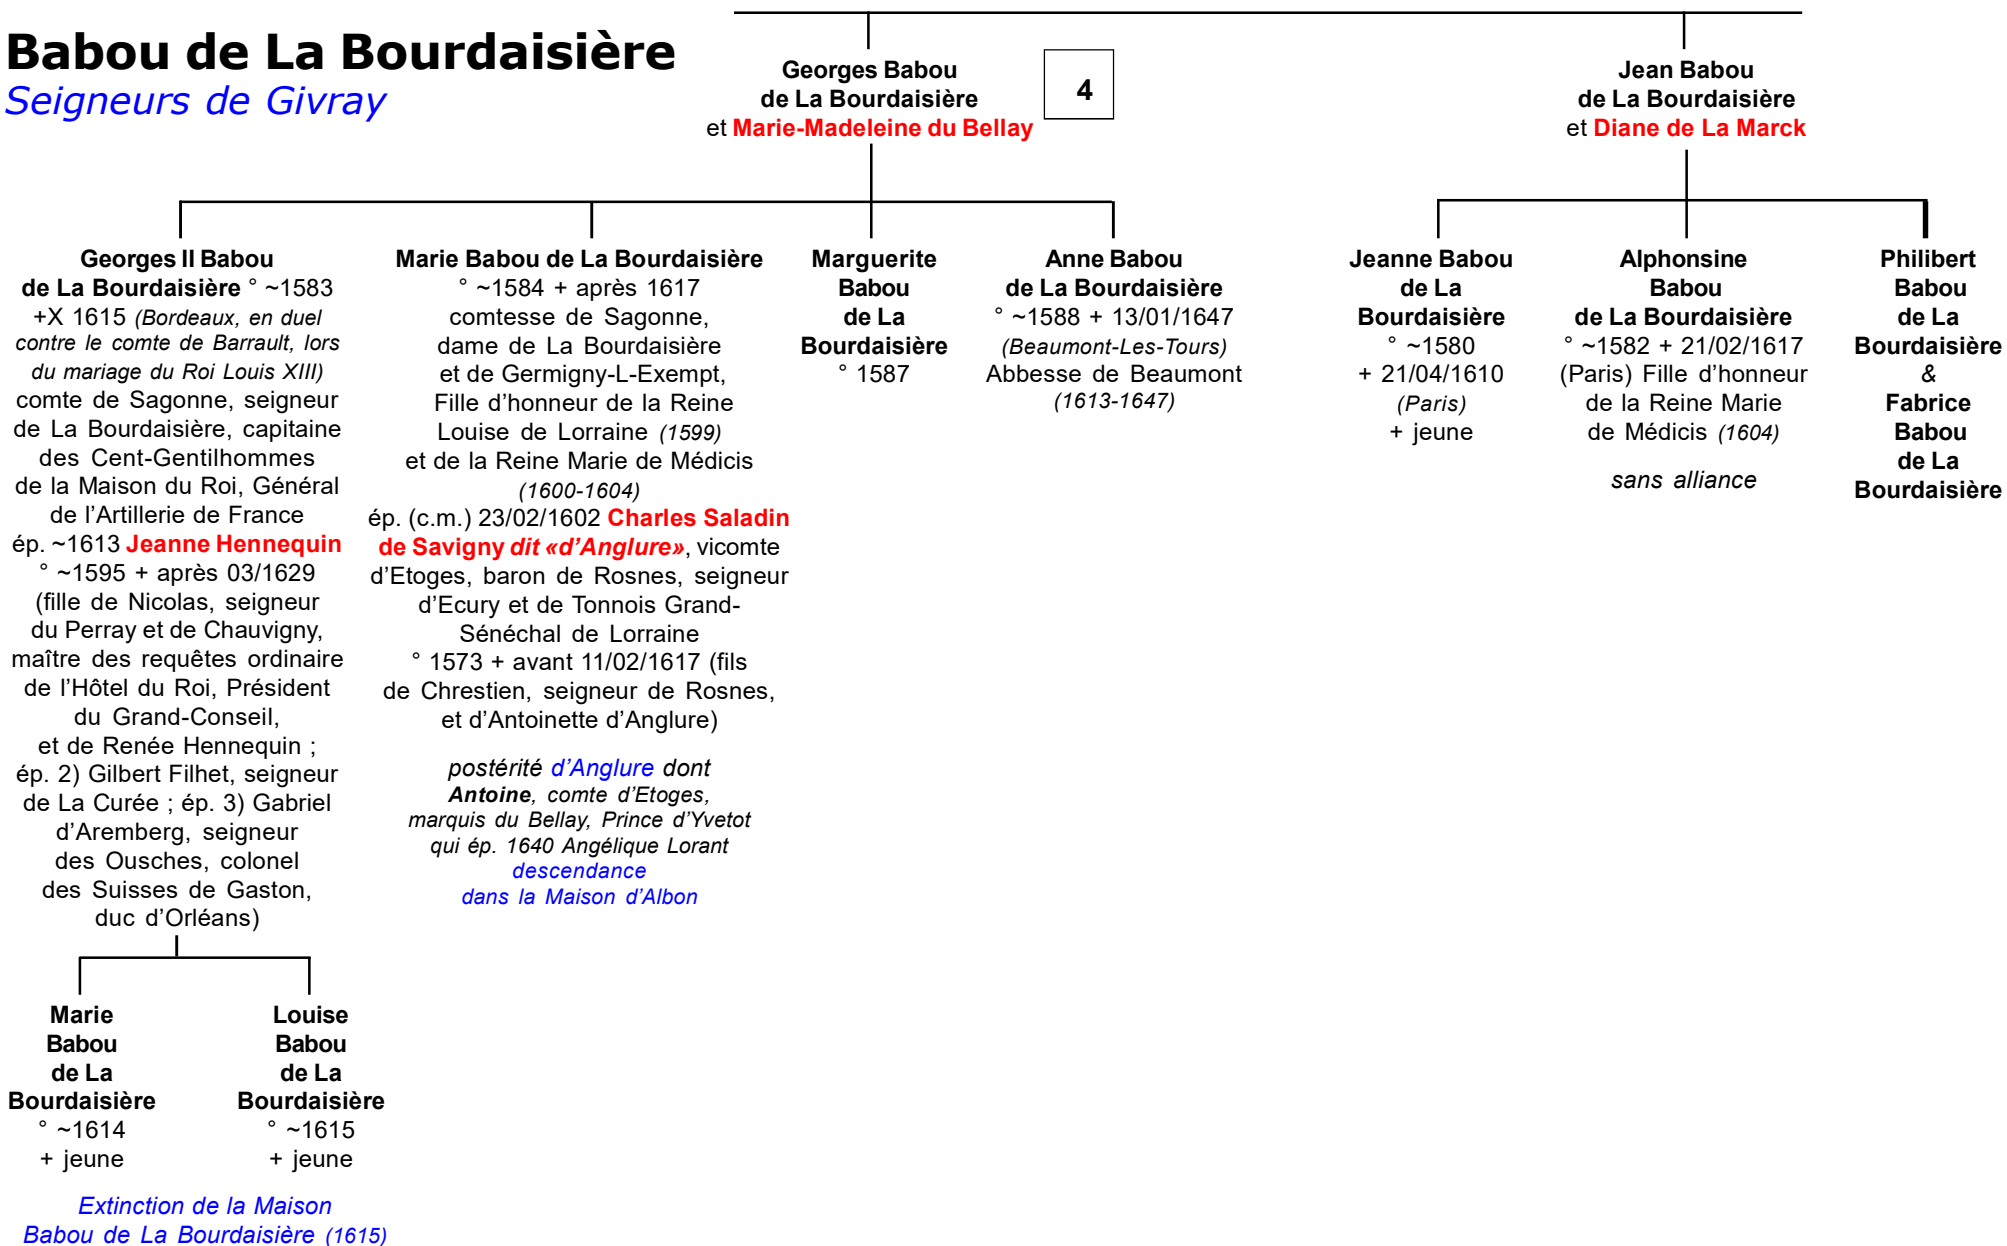 Babou de La Bourdaisière
Seigneurs de Givray
Georges Babou
de La Bourdaisière
et Marie-Madeleine du Bellay
4
Jean Babou
de La Bourdaisière
et Diane de La Marck
Georges II Babou
de La Bourdaisière ° ~1583
+X 1615 (Bordeaux, en duel
contre le comte de Barrault, lors
du mariage du Roi Louis XIII)
comte de Sagonne, seigneur
de La Bourdaisière, capitaine
des Cent-Gentilhommes
de la Maison du Roi, Général
de l’Artillerie de France
ép. ~1613 Jeanne Hennequin
° ~1595 + après 03/1629
(fille de Nicolas, seigneur
du Perray et de Chauvigny,
maître des requêtes ordinaire
de l’Hôtel du Roi, Président
du Grand-Conseil,
et de Renée Hennequin ;
ép. 2) Gilbert Filhet, seigneur
de La Curée ; ép. 3) Gabriel
d’Aremberg, seigneur
des Ousches, colonel
des Suisses de Gaston,
duc d’Orléans)
Marie Babou de La Bourdaisière
° ~1584 + après 1617
comtesse de Sagonne,
dame de La Bourdaisière
et de Germigny-L-Exempt,
Fille d’honneur de la Reine
Louise de Lorraine (1599)
et de la Reine Marie de Médicis
(1600-1604)
ép. (c.m.) 23/02/1602 Charles Saladin
de Savigny dit «d’Anglure», vicomte
d’Etoges, baron de Rosnes, seigneur
d’Ecury et de Tonnois Grand-
Sénéchal de Lorraine
° 1573 + avant 11/02/1617 (fils
de Chrestien, seigneur de Rosnes,
et d’Antoinette d’Anglure)
postérité d’Anglure dont
Antoine, comte d’Etoges,
marquis du Bellay, Prince d’Yvetot
qui ép. 1640 Angélique Lorant
descendance
dans la Maison d’Albon
Marguerite
Babou
de La
Bourdaisière
° 1587
Anne Babou
de La Bourdaisière
° ~1588 + 13/01/1647
(Beaumont-Les-Tours)
Abbesse de Beaumont
(1613-1647)
Jeanne Babou
de La
Bourdaisière
° ~1580
+ 21/04/1610
(Paris)
+ jeune
Alphonsine
Babou
de La Bourdaisière
° ~1582 + 21/02/1617
(Paris) Fille d’honneur
de la Reine Marie
de Médicis (1604)
sans alliance
Philibert
Babou
de La
Bourdaisière
&
Fabrice
Babou
de La
Bourdaisière
Marie
Babou
de La
Bourdaisière
° ~1614
+ jeune
Louise
Babou
de La
Bourdaisière
° ~1615
+ jeune
Extinction de la Maison
Babou de La Bourdaisière (1615)